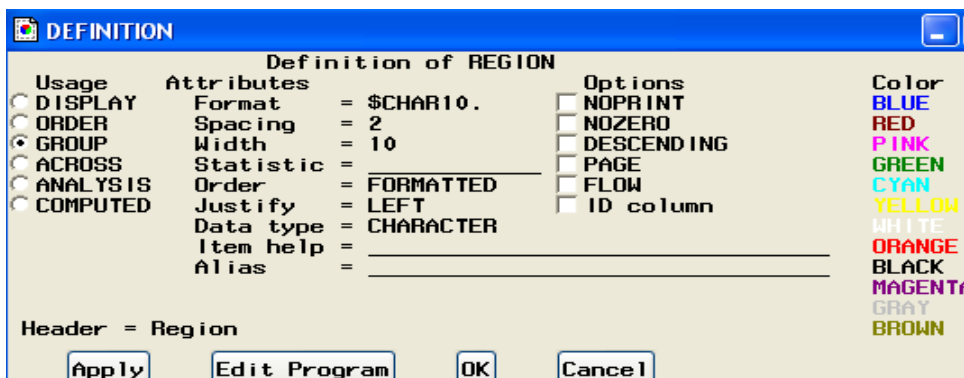 DEFINITION
Definition of REGION
Usage Attributes Options Color
DISPLAY Format = $CHAR10. NOPRINT BLUE
ORDER Spacing = 2 NOZERO RED
GROUP Width = 10 DESCENDING PINK
ACROSS Statistic = PAGE GREEN
ANALYSIS Order = FORMATTED FLOW CYAN
COMPUTED Justify = LEFT ID column YELLOW
Data type = CHARACTER WHITE
Item help = ORANGE
Alias = BLACK
MAGENTA
GRAY
Header = Region BROWN
Apply Edit Program OK Cancel